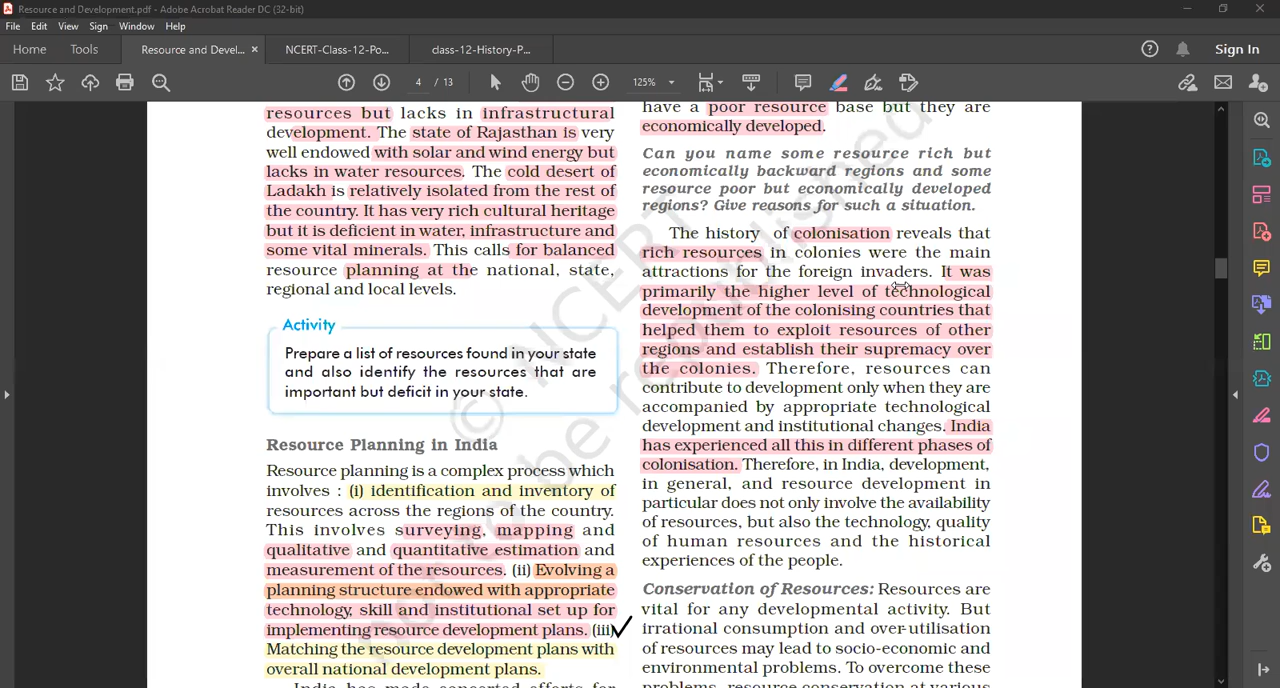 Resource and Development.pdf - Adobe Acrobat Reader DC (32-bit)
File Edit View Sign Window Help
Home Tools Resource and Devel... × NCERT-Class-12-Po... class-12-History-P... Sign In
4 / 13 125%
resources but lacks in infrastructural
development. The state of Rajasthan is very
well endowed with solar and wind energy but
lacks in water resources. The cold desert of
Ladakh is relatively isolated from the rest of
the country. It has very rich cultural heritage
but it is deficient in water, infrastructure and
some vital minerals. This calls for balanced
resource planning at the national, state,
regional and local levels.
Activity
Prepare a list of resources found in your state
and also identify the resources that are
important but deficit in your state.
Resource Planning in India
Resource planning is a complex process which
involves : (i) identification and inventory of
resources across the regions of the country.
This involves surveying, mapping and
qualitative and quantitative estimation and
measurement of the resources. (ii) Evolving a
planning structure endowed with appropriate
technology, skill and institutional set up for
implementing resource development plans. (iii)
Matching the resource development plans with
overall national development plans.
India has made concerted efforts for
have a poor resource base but they are
economically developed.
Can you name some resource rich but
economically backward regions and some
resource poor but economically developed
regions? Give reasons for such a situation.
The history of colonisation reveals that
rich resources in colonies were the main
attractions for the foreign invaders. It was
primarily the higher level of technological
development of the colonising countries that
helped them to exploit resources of other
regions and establish their supremacy over
the colonies. Therefore, resources can
contribute to development only when they are
accompanied by appropriate technological
development and institutional changes. India
has experienced all this in different phases of
colonisation. Therefore, in India, development,
in general, and resource development in
particular does not only involve the availability
of resources, but also the technology, quality
of human resources and the historical
experiences of the people.
Conservation of Resources: Resources are
vital for any developmental activity. But
irrational consumption and over-utilisation
of resources may lead to socio-economic and
environmental problems. To overcome these
problems, resource conservation at various
© NCERT
not to be republished